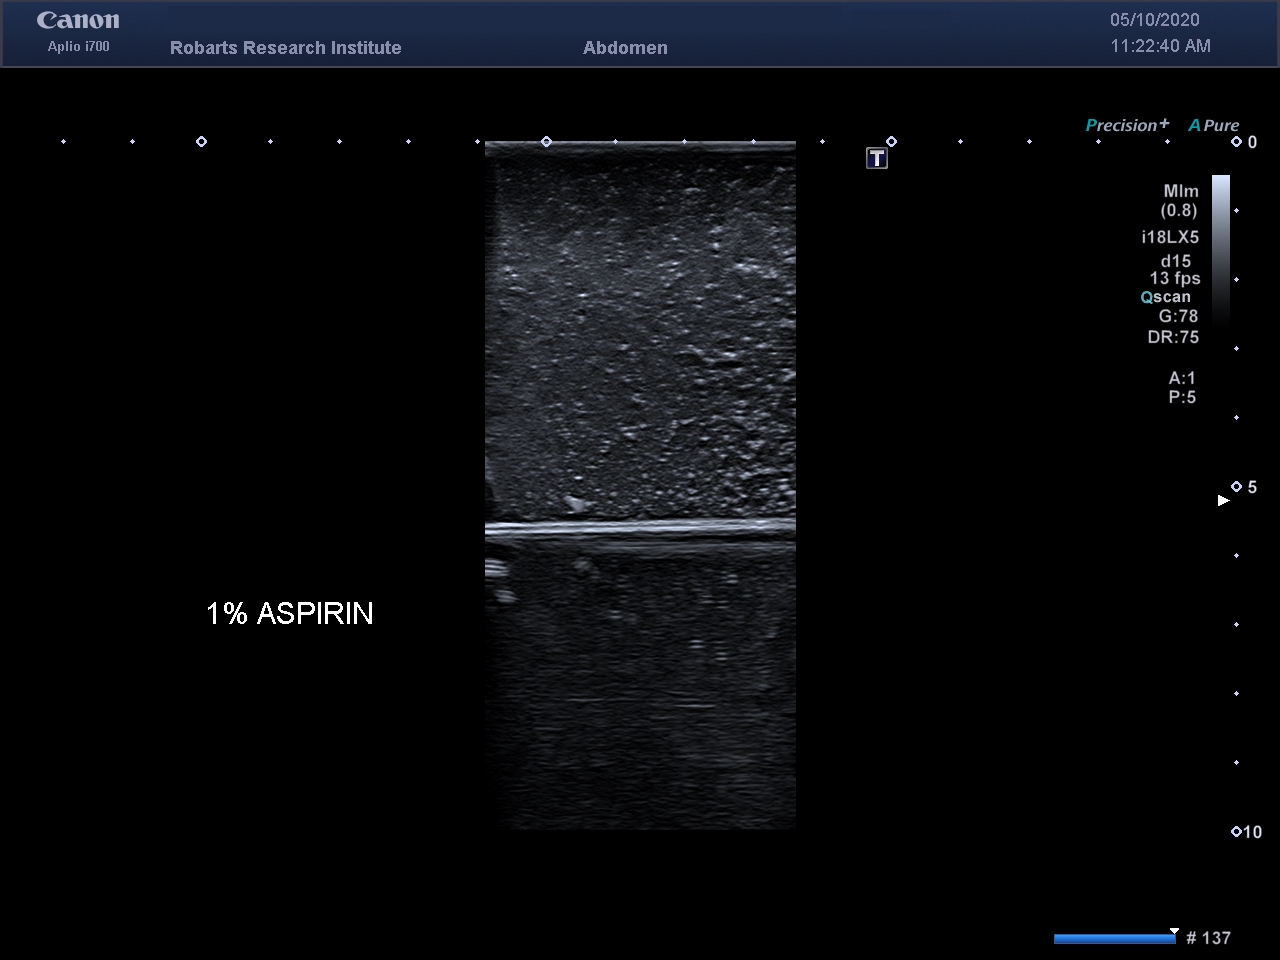 Canon
Aplio i700
Robarts Research Institute
Abdomen
05/10/2020
11:22:40 AM
Precision+ A Pure
T
0
MIm
(0.8)
i18LX5
d15
13 fps
Qscan
G:78
DR:75
A:1
P:5
5
1% ASPIRIN
10
# 137